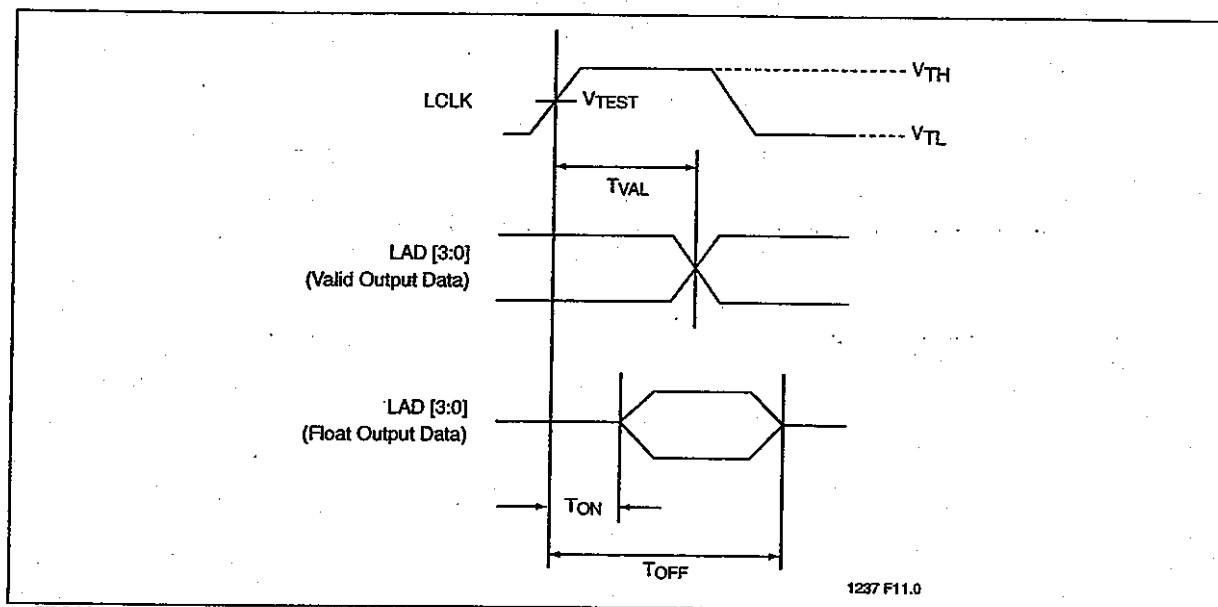 VTH
LCLK
VTEST
VTL
TVAL
LAD [3:0]
(Valid Output Data)
LAD [3:0]
(Float Output Data)
TON
TOFF
1237 F11.0